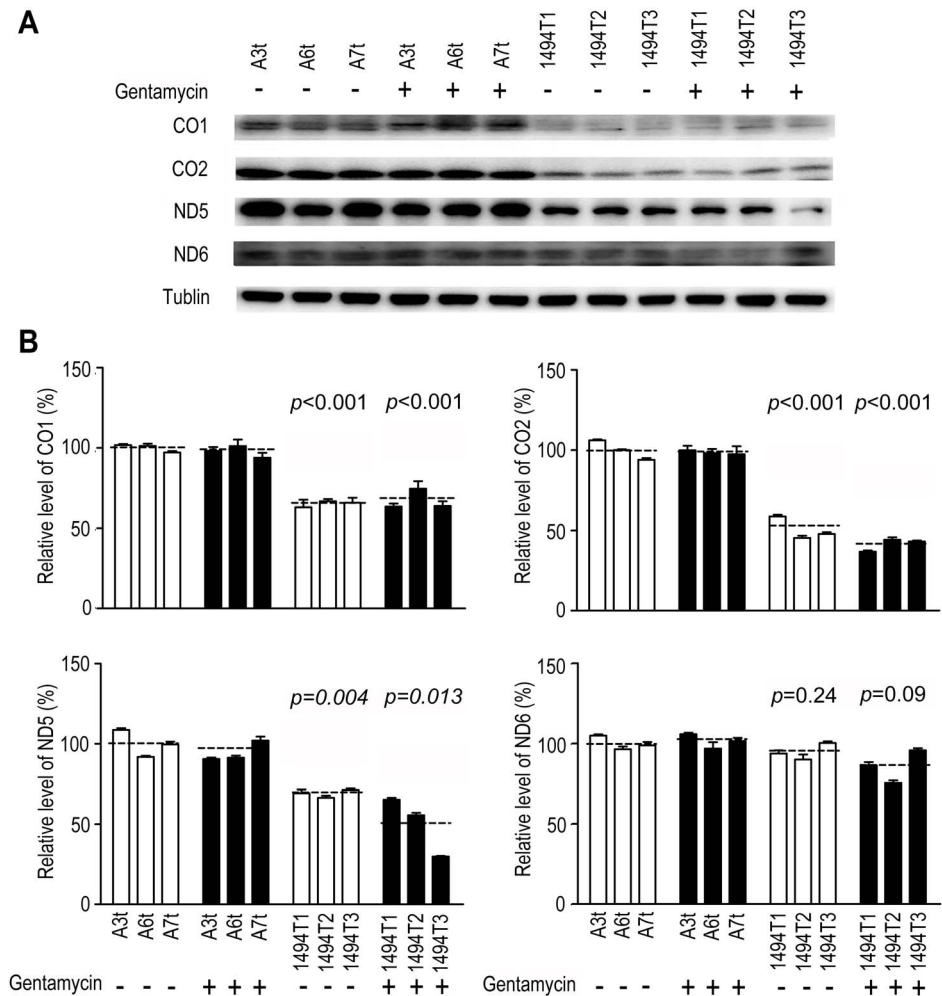 A
A3t A6t A7t A3t A6t A7t 1494T1 1494T2 1494T3 1494T1 1494T2 1494T3
Gentamycin - - - + + + - - - + + +
CO1
CO2
ND5
ND6
Tublin
B
Relative level of CO1 (%)
150
100
50
0
p<0.001 p<0.001
Relative level of CO2 (%)
150
100
50
0
p<0.001 p<0.001
Relative level of ND5 (%)
150
100
50
0
p=0.004 p=0.013
A3t A6t A7t A3t A6t A7t 1494T1 1494T2 1494T3 1494T1 1494T2 1494T3
Gentamycin - - - + + + - - - + + +
Relative level of ND6 (%)
150
100
50
0
p=0.24 p=0.09
A3t A6t A7t A3t A6t A7t 1494T1 1494T2 1494T3 1494T1 1494T2 1494T3
Gentamycin - - - + + + - - - + + +